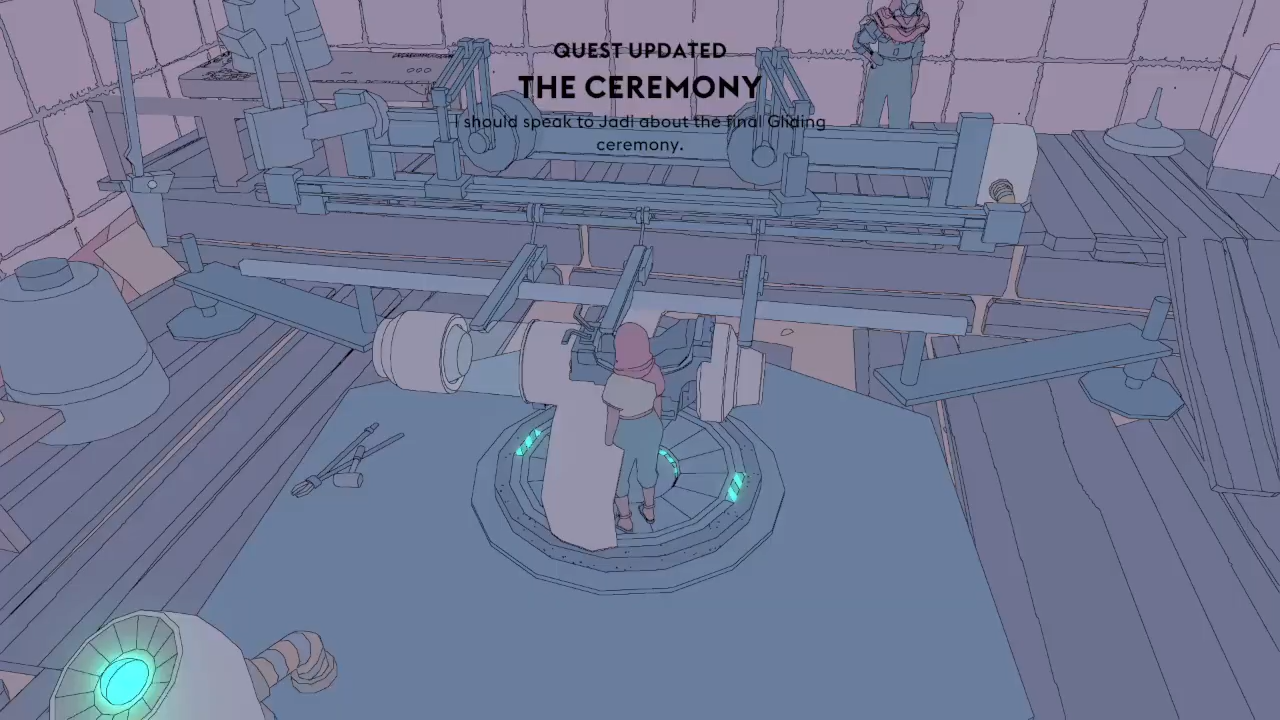 QUEST UPDATED
THE CEREMONY
I should speak to Jadi about the final Gliding
ceremony.